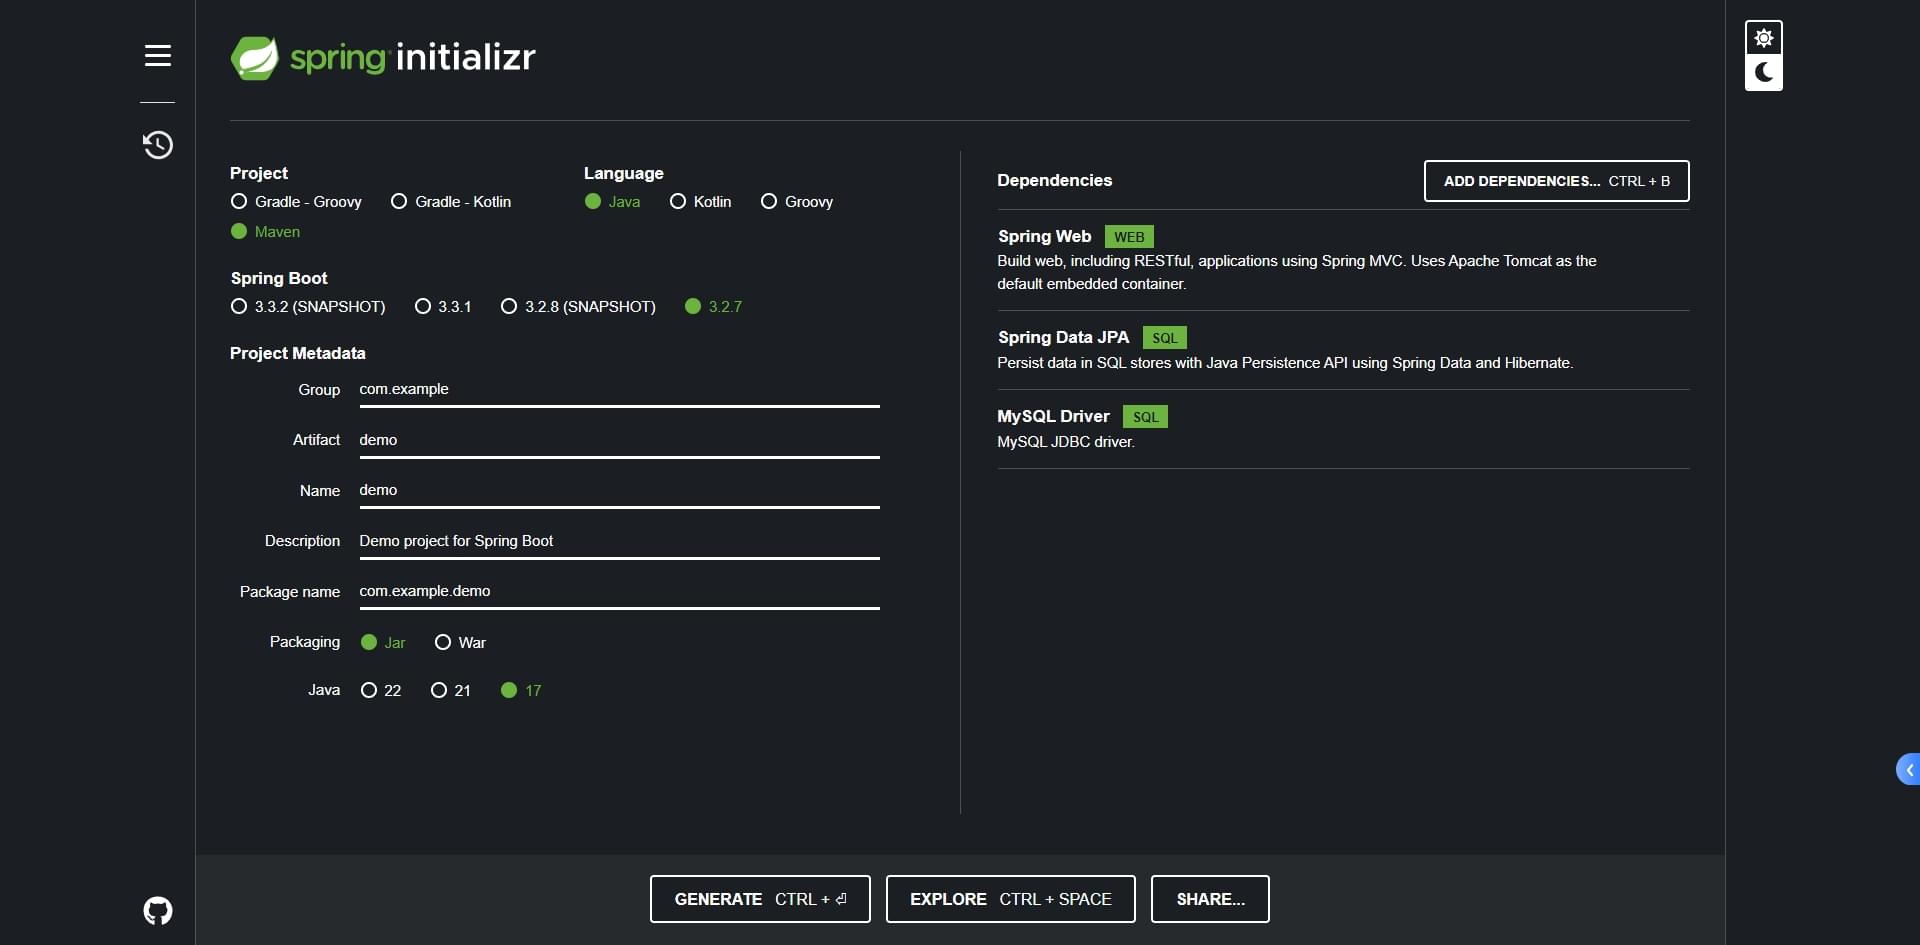 spring initializr
Project
Gradle - Groovy Gradle - Kotlin
Maven
Language
Java Kotlin Groovy
Spring Boot
3.3.2 (SNAPSHOT) 3.3.1 3.2.8 (SNAPSHOT) 3.2.7
Project Metadata
Group com.example
Artifact demo
Name demo
Description Demo project for Spring Boot
Package name com.example.demo
Packaging Jar War
Java 22 21 17
Dependencies
ADD DEPENDENCIES... CTRL + B
Spring Web WEB
Build web, including RESTful, applications using Spring MVC. Uses Apache Tomcat as the
default embedded container.
Spring Data JPA SQL
Persist data in SQL stores with Java Persistence API using Spring Data and Hibernate.
MySQL Driver SQL
MySQL JDBC driver.
GENERATE CTRL + ⏎
EXPLORE CTRL + SPACE
SHARE...